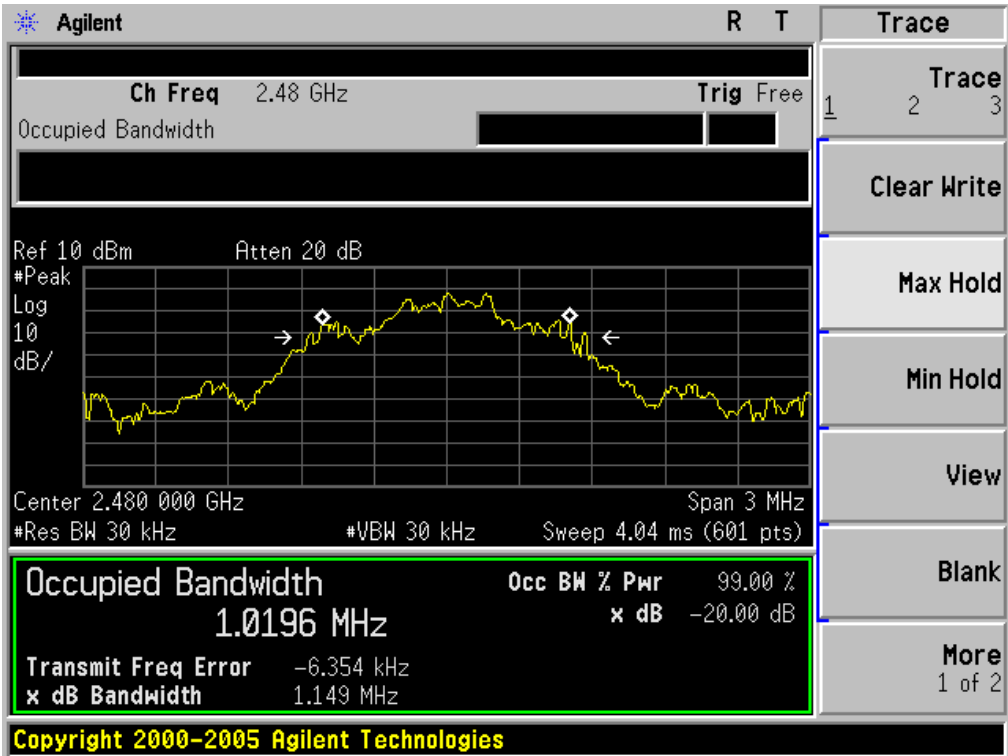 Agilent R T
Ch Freq 2.48 GHz Trig Free
Occupied Bandwidth
Ref 10 dBm Atten 20 dB
#Peak
Log
10
dB/
Center 2.480 000 GHz Span 3 MHz
#Res BW 30 kHz #VBW 30 kHz Sweep 4.04 ms (601 pts)
Occupied Bandwidth Occ BW % Pwr 99.00 %
1.0196 MHz x dB -20.00 dB
Transmit Freq Error -6.354 kHz
x dB Bandwidth 1.149 MHz
Copyright 2000-2005 Agilent Technologies
Trace
Trace
1 2 3
Clear Write
Max Hold
Min Hold
View
Blank
More
1 of 2